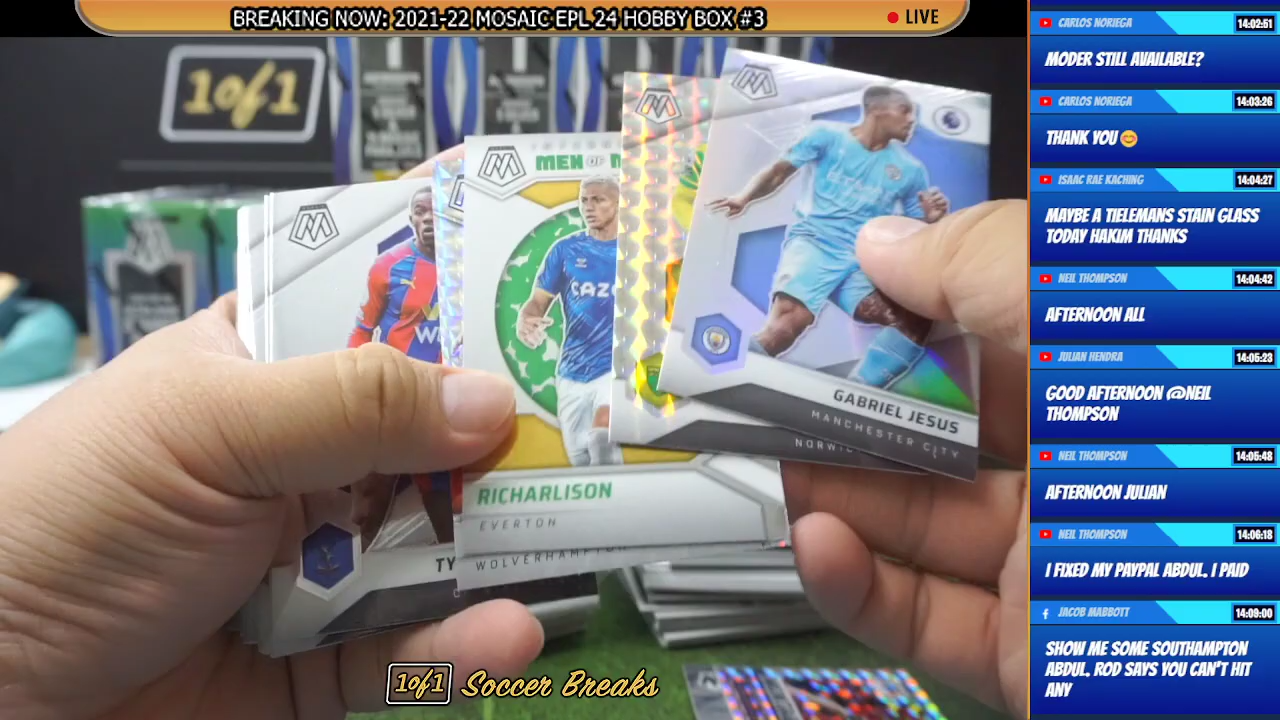 BREAKING NOW: 2021-22 MOSAIC EPL 24 HOBBY BOX #3
LIVE
1of1
MEN OF
RICHARLISON
EVERTON
WOLVERHAMPTON
CAZO
TY
GABRIEL JESUS
MANCHESTER CITY
NORWIC
1of1 Soccer Breaks
CARLOS NORIEGA 14:02:51
MODER STILL AVAILABLE?
CARLOS NORIEGA 14:03:26
THANK YOU 😊
ISAAC RAE KACHING 14:04:27
MAYBE A TIELEMANS STAIN GLASS
TODAY HAKIM THANKS
NEIL THOMPSON 14:04:42
AFTERNOON ALL
JULIAN HENDRA 14:05:23
GOOD AFTERNOON @NEIL
THOMPSON
NEIL THOMPSON 14:05:48
AFTERNOON JULIAN
NEIL THOMPSON 14:06:18
I FIXED MY PAYPAL ABDUL. I PAID
JACOB MABBOTT 14:09:00
SHOW ME SOME SOUTHAMPTON
ABDUL. ROD SAYS YOU CAN'T HIT
ANY